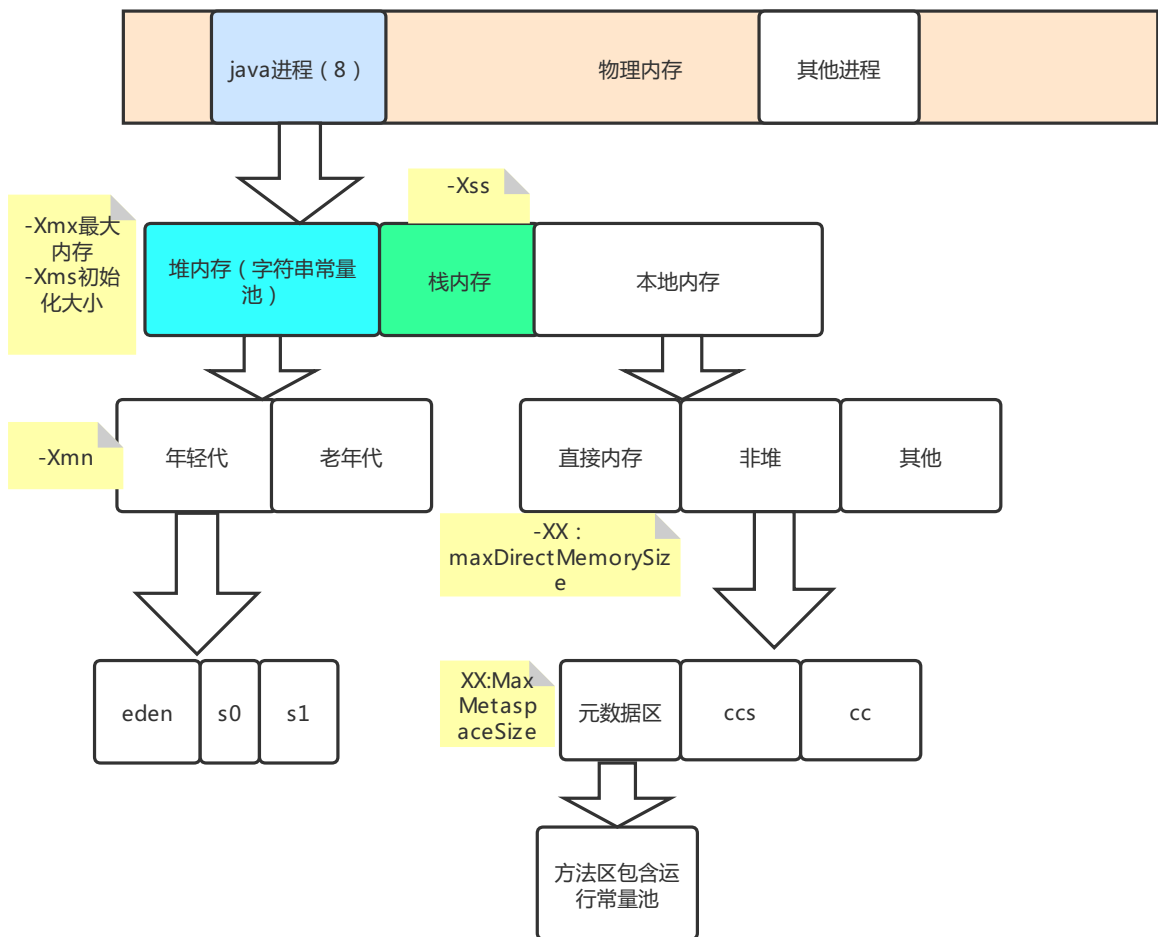 java进程（8）
物理内存
其他进程
-Xss
-Xmx最大
内存
-Xms初始
化大小
堆内存（字符串常量
池）
栈内存
本地内存
-Xmn
年轻代
老年代
直接内存
非堆
其他
-XX：
maxDirectMemorySiz
e
eden
s0
s1
XX:Max
Metasp
aceSize
元数据区
ccs
cc
方法区包含运
行常量池